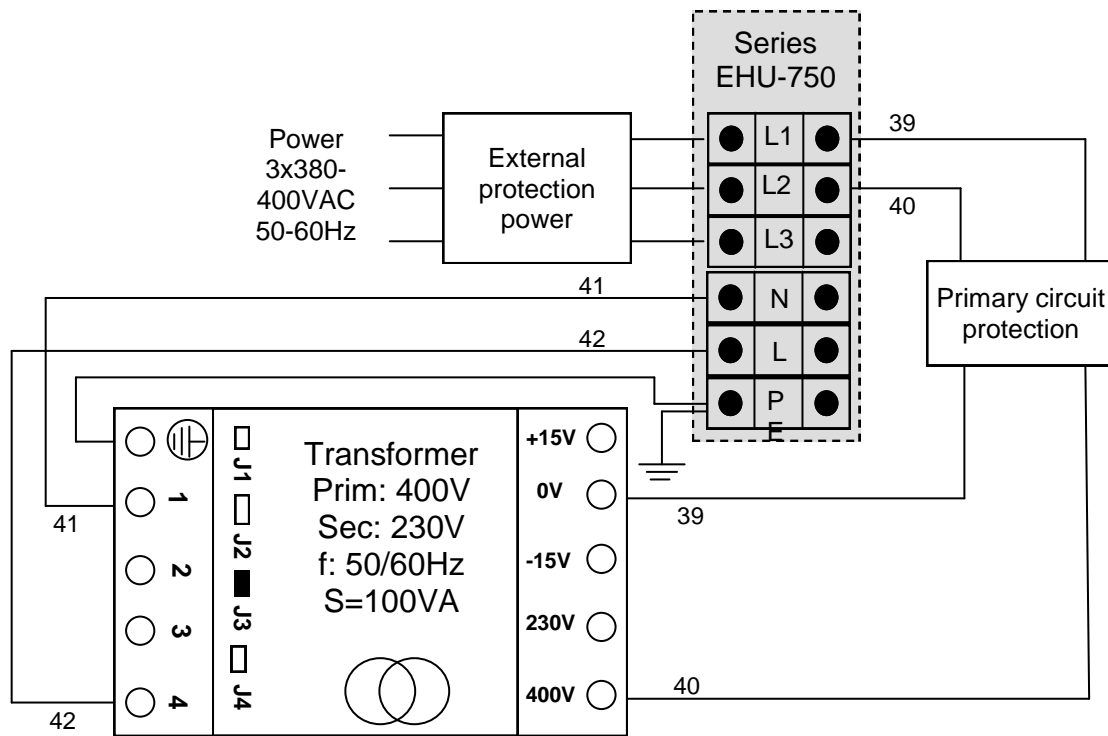 Series
EHU-750
Power
3x380-
400VAC
50-60Hz
External
protection
power
L1
L2
L3
N
L
P
E
39
40
41
42
Primary circuit
protection
1
2
3
4
J1
J2
J3
J4
Transformer
Prim: 400V
Sec: 230V
f: 50/60Hz
S=100VA
+15V
0V
-15V
230V
400V
41
42
39
40